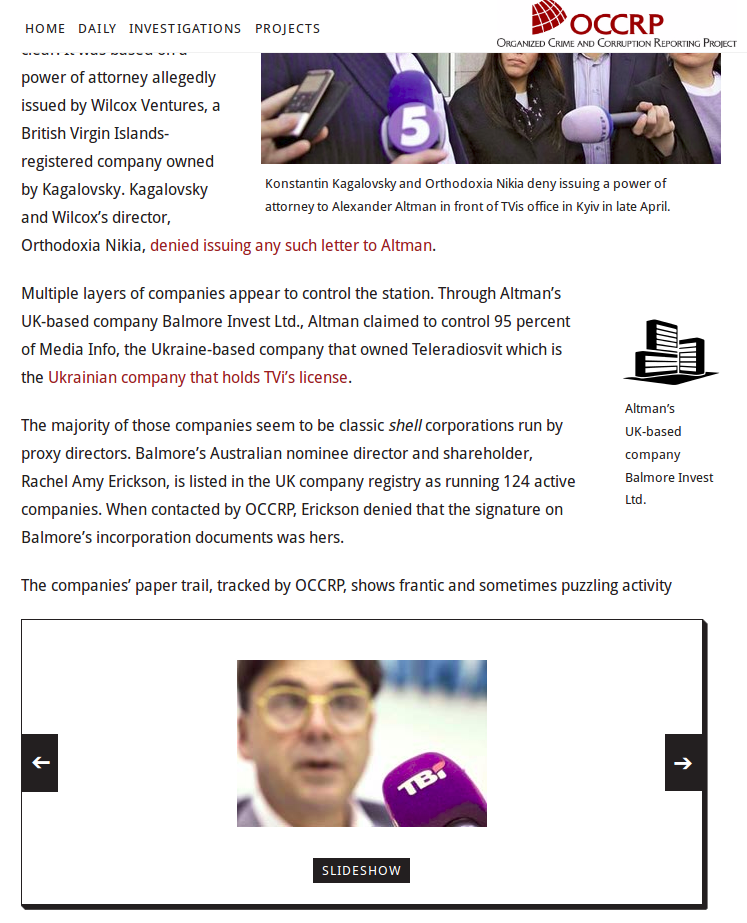 HOME DAILY INVESTIGATIONS PROJECTS
OCCRP
ORGANIZED CRIME AND CORRUPTION REPORTING PROJECT
power of attorney allegedly
issued by Wilcox Ventures, a
British Virgin Islands-
registered company owned
by Kagalovsky. Kagalovsky
and Wilcox’s director,
Orthodoxia Nikia, denied issuing any such letter to Altman.
5
Konstantin Kagalovsky and Orthodoxia Nikia deny issuing a power of
attorney to Alexander Altman in front of TVis office in Kyiv in late April.
Multiple layers of companies appear to control the station. Through Altman’s
UK-based company Balmore Invest Ltd., Altman claimed to control 95 percent
of Media Info, the Ukraine-based company that owned Teleradiosvit which is
the Ukrainian company that holds TVi’s license.
Altman’s
UK-based
company
Balmore Invest
Ltd.
The majority of those companies seem to be classic shell corporations run by
proxy directors. Balmore’s Australian nominee director and shareholder,
Rachel Amy Erickson, is listed in the UK company registry as running 124 active
companies. When contacted by OCCRP, Erickson denied that the signature on
Balmore’s incorporation documents was hers.
The companies’ paper trail, tracked by OCCRP, shows frantic and sometimes puzzling activity
ТВі
SLIDESHOW